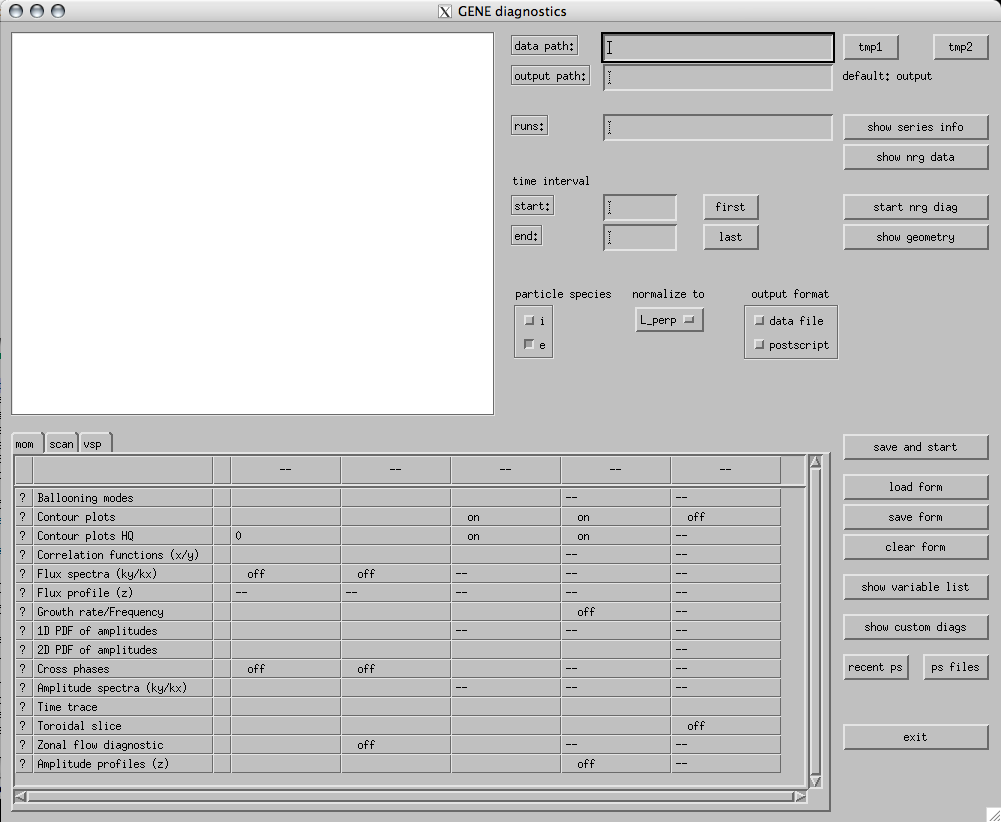 X GENE diagnostics
data path: tmp1 tmp2
output path: default: output
runs: show series info
show nrg data
time interval
start: first start nrg diag
end: last show geometry
particle species normalize to output format
i L_perp data file
e postscript
mom scan vsp
save and start
-- -- -- -- --
load form
? Ballooning modes -- --
? Contour plots on on off
save form
? Contour plots HQ 0 on on --
clear form
? Correlation functions (x/y) -- --
? Flux spectra (ky/kx) off off -- -- --
show variable list
? Flux profile (z) -- -- -- -- --
? Growth rate/Frequency off --
show custom diags
? 1D PDF of amplitudes -- -- --
? 2D PDF of amplitudes --
? Cross phases off off -- --
recent ps ps files
? Amplitude spectra (ky/kx) -- -- --
? Time trace
? Toroidal slice off
exit
? Zonal flow diagnostic off -- --
? Amplitude profiles (z) off --